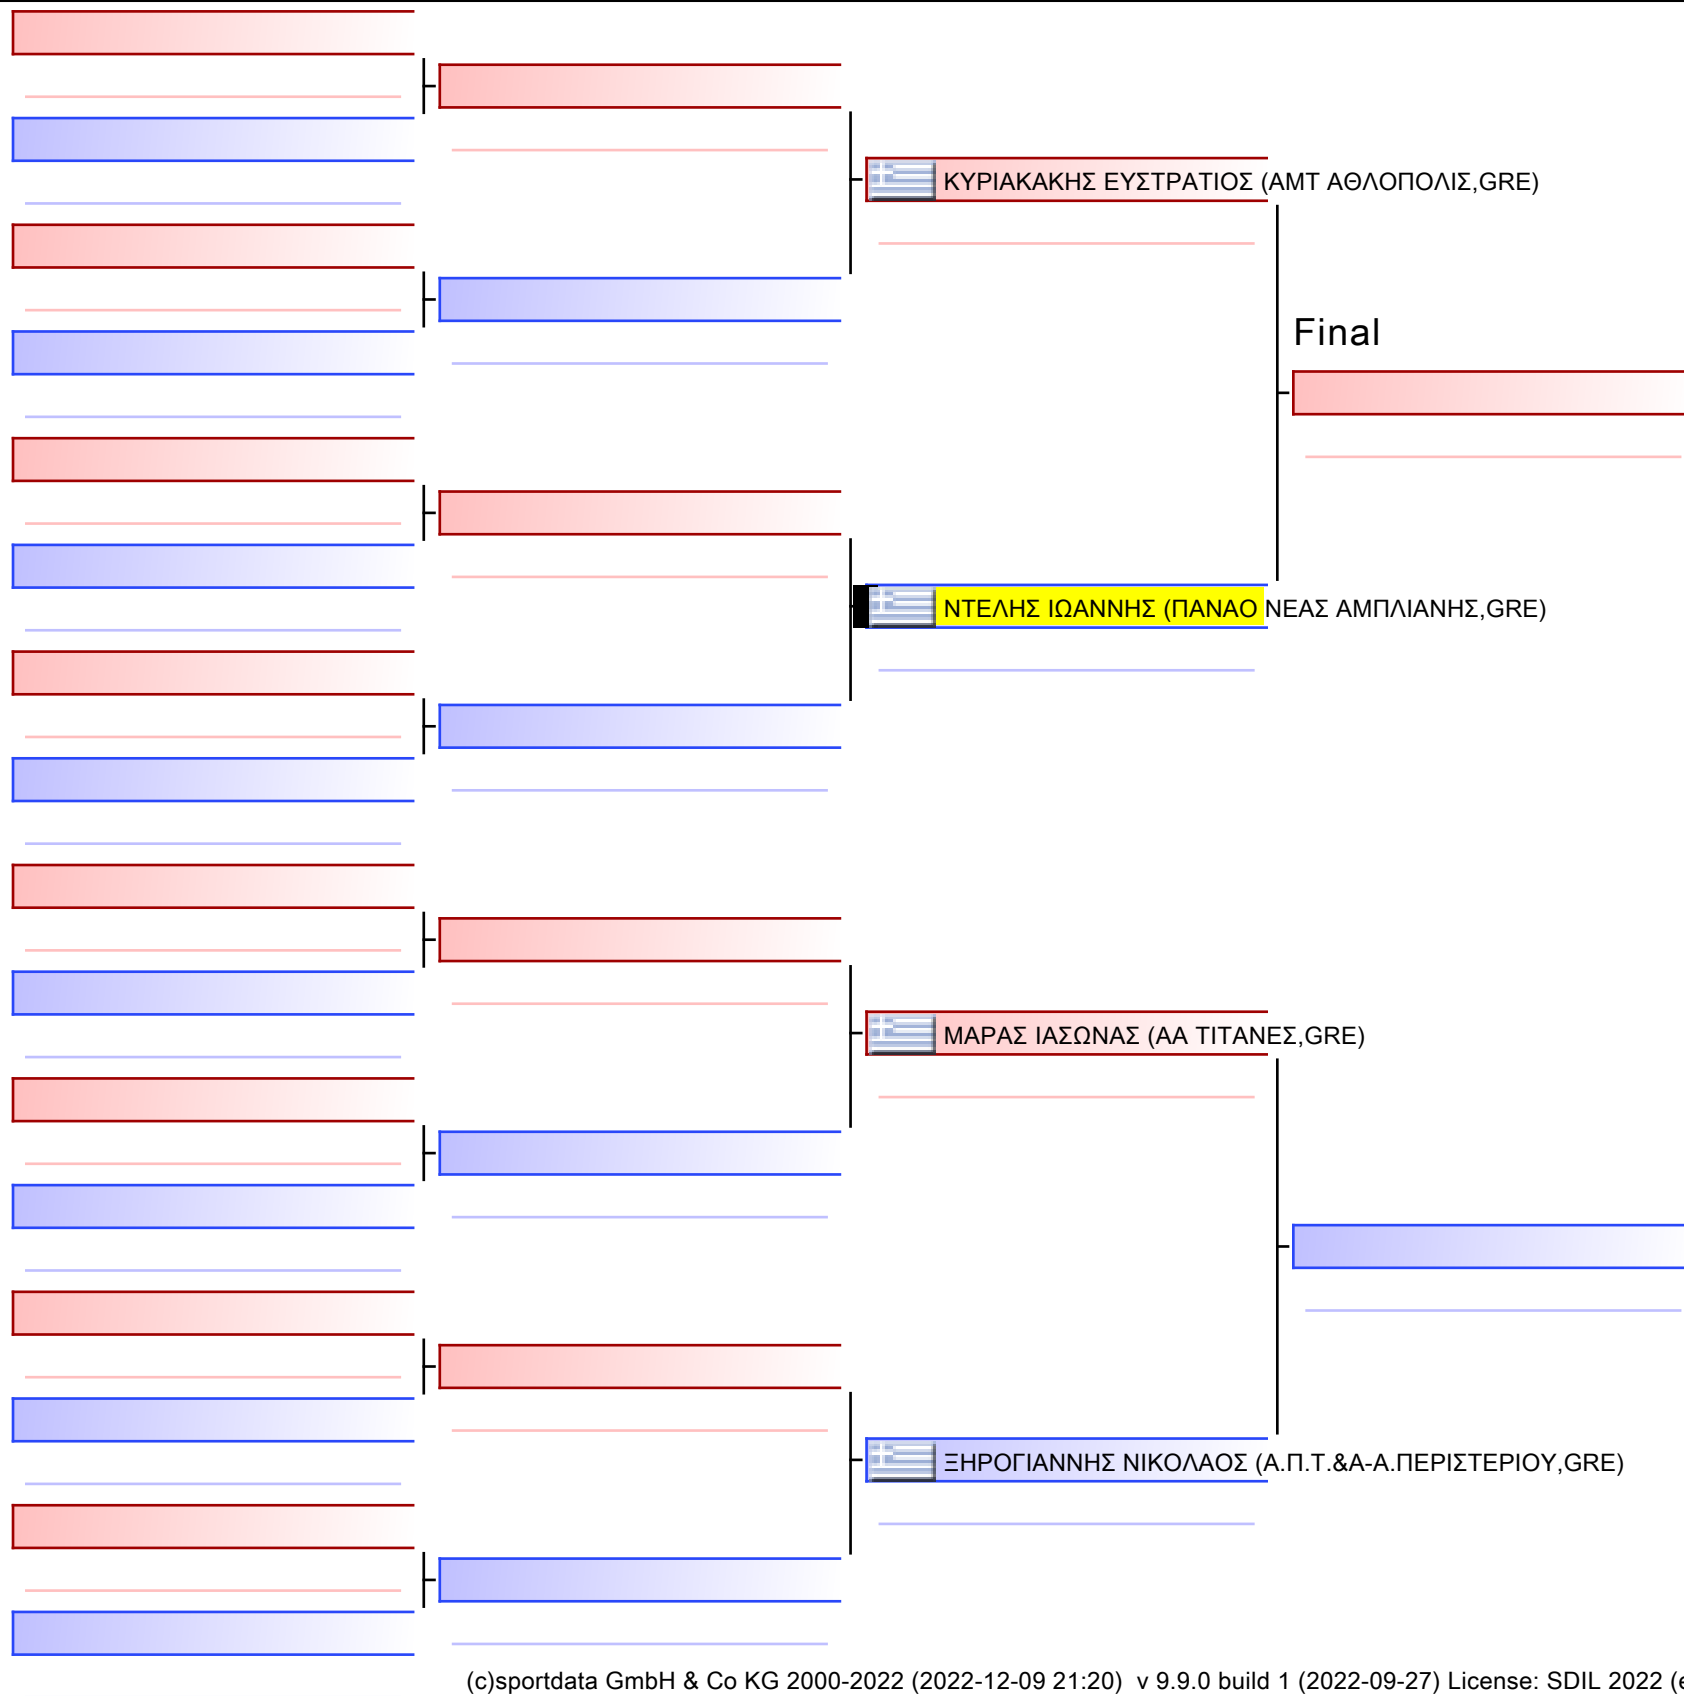 ΚΥΡΙΑΚΑΚΗΣ ΕΥΣΤΡΑΤΙΟΣ (ΑΜΤ ΑΘΛΟΠΟΛΙΣ,GRE)
Final
ΝΤΕΛΗΣ ΙΩΑΝΝΗΣ (ΠΑΝΑΟ ΝΕΑΣ ΑΜΠΛΙΑΝΗΣ,GRE)
ΜΑΡΑΣ ΙΑΣΩΝΑΣ (ΑΑ ΤΙΤΑΝΕΣ,GRE)
ΞΗΡΟΓΙΑΝΝΗΣ ΝΙΚΟΛΑΟΣ (Α.Π.Τ.&Α-Α.ΠΕΡΙΣΤΕΡΙΟΥ,GRE)
(c)sportdata GmbH & Co KG 2000-2022 (2022-12-09 21:20) v 9.9.0 build 1 (2022-09-27) License: SDIL 2022 (e